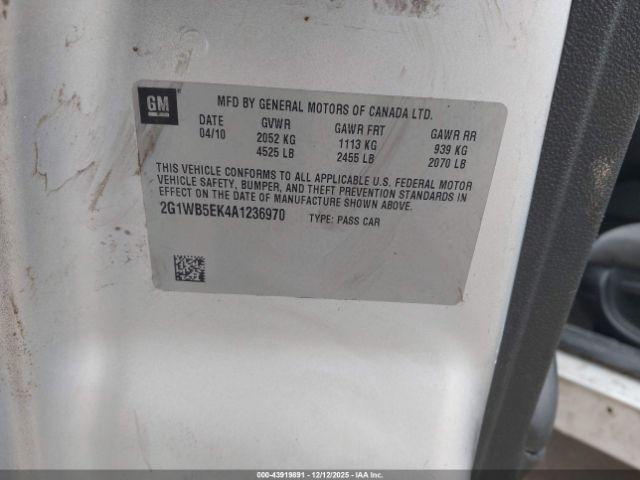 GM
MFD BY GENERAL MOTORS OF CANADA LTD.
DATE GVWR GAWR FRT GAWR RR
04/10 2052 KG 1113 KG 939 KG
4525 LB 2455 LB 2070 LB
THIS VEHICLE CONFORMS TO ALL APPLICABLE U.S. FEDERAL MOTOR
VEHICLE SAFETY, BUMPER, AND THEFT PREVENTION STANDARDS IN
EFFECT ON THE DATE OF MANUFACTURE SHOWN ABOVE.
2G1WB5EK4A1236970 TYPE: PASS CAR
000-43919891 - 12/12/2025 - IAA Inc.